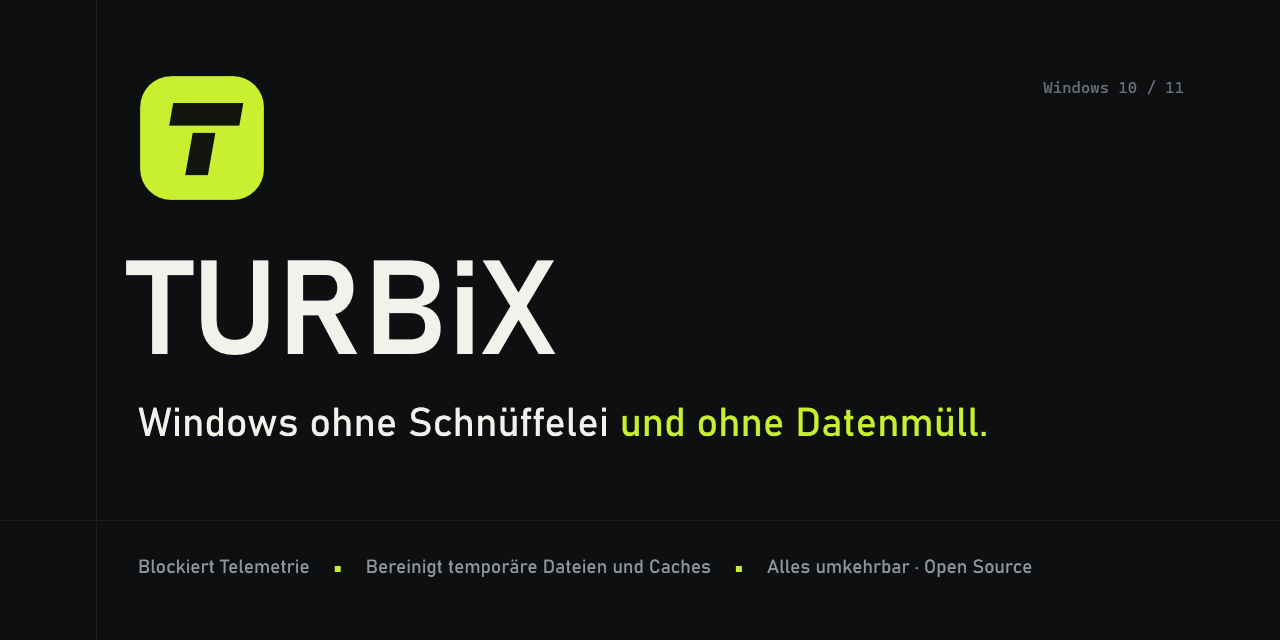 T
Windows 10 / 11
TURBiX
Windows ohne Schnüffelei und ohne Datenmüll.
Blockiert Telemetrie ▪ Bereinigt temporäre Dateien und Caches ▪ Alles umkehrbar · Open Source